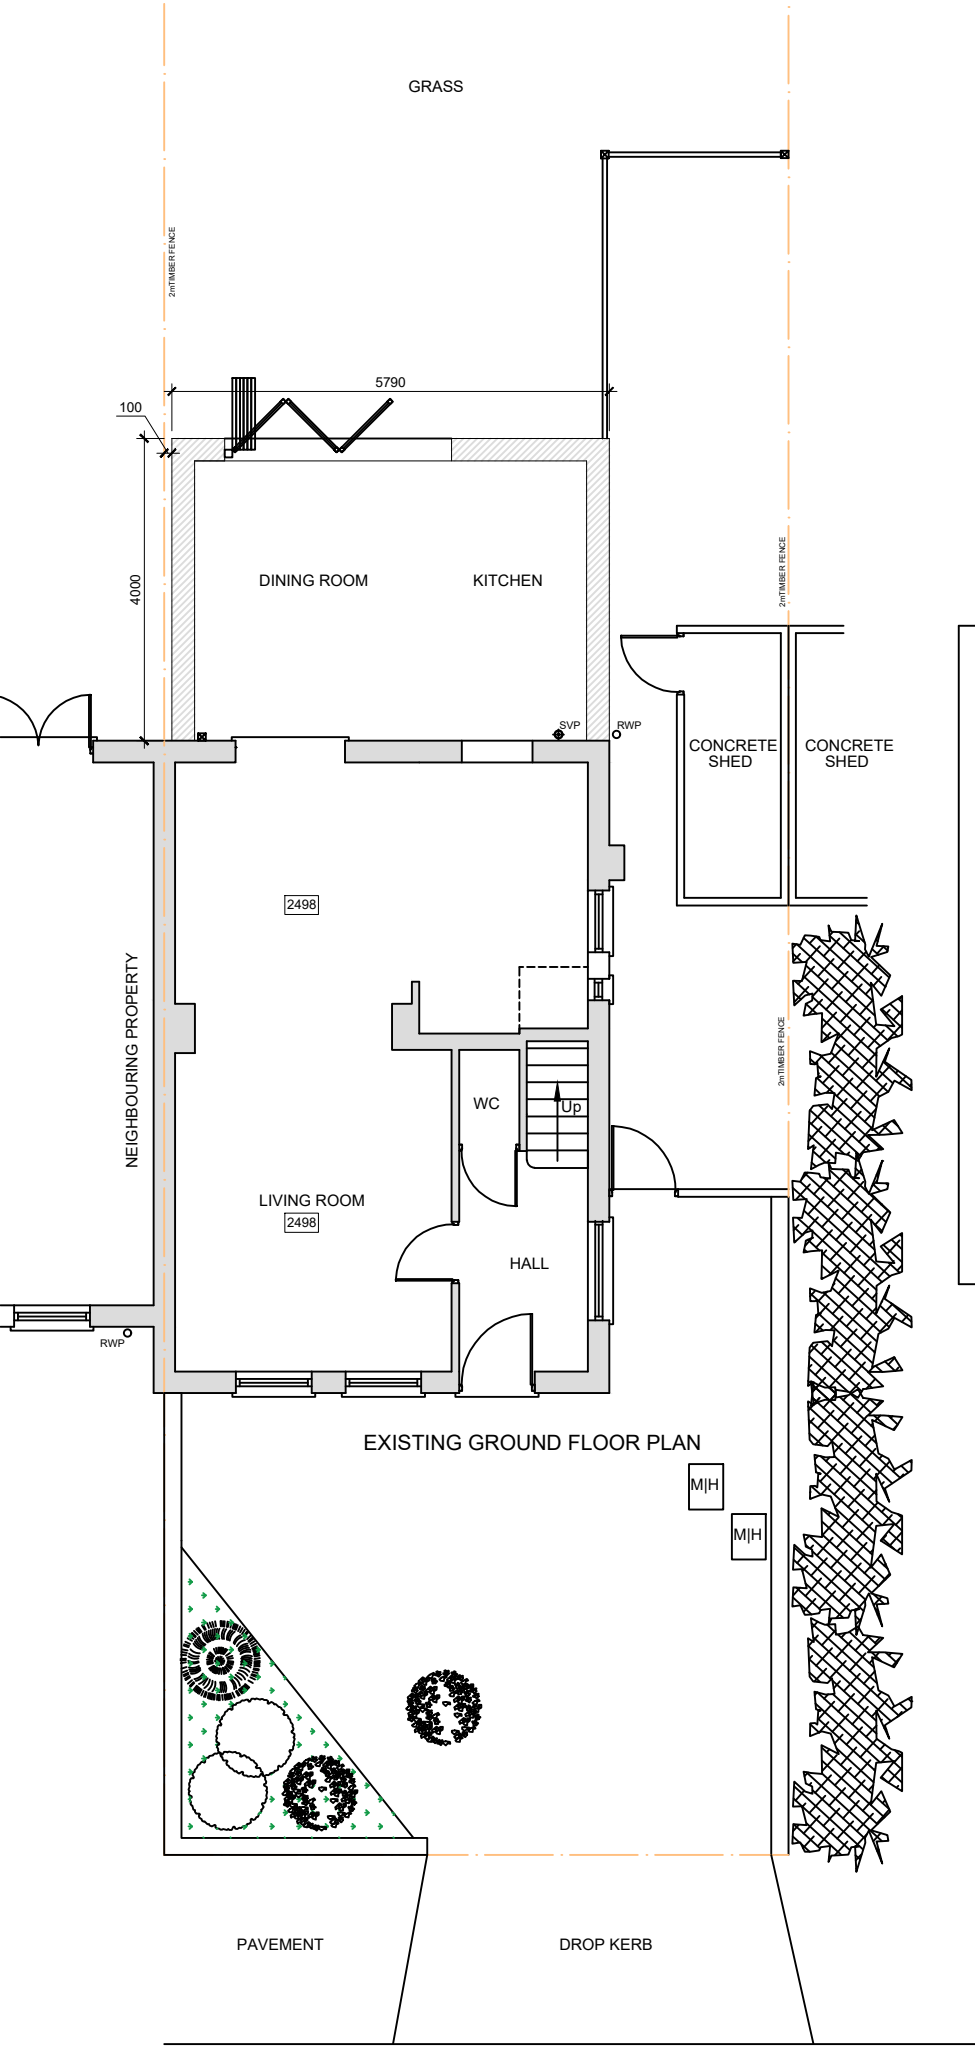 GRASS
2mTIMBER FENCE
5790
100
4000
2mTIMBER FENCE
DINING ROOM
KITCHEN
SVP
RWP
CONCRETE
SHED
CONCRETE
SHED
2498
NEIGHBOURING PROPERTY
2mTIMBER FENCE
WC
Up
LIVING ROOM
2498
HALL
RWP
EXISTING GROUND FLOOR PLAN
M|H
M|H
PAVEMENT
DROP KERB